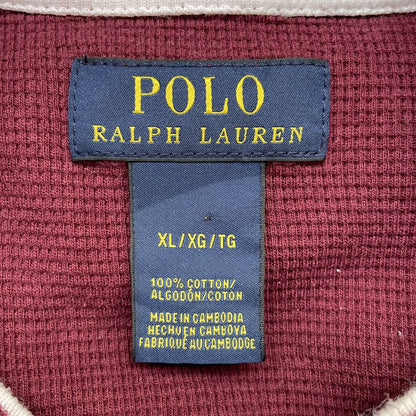 POLO
RALPH LAUREN
XL/XG/TG
100% COTTON/
ALGODÓN/COTON
MADE IN CAMBODIA
HECHO EN CAMBOYA
FABRIQUÉ AU CAMBODGE